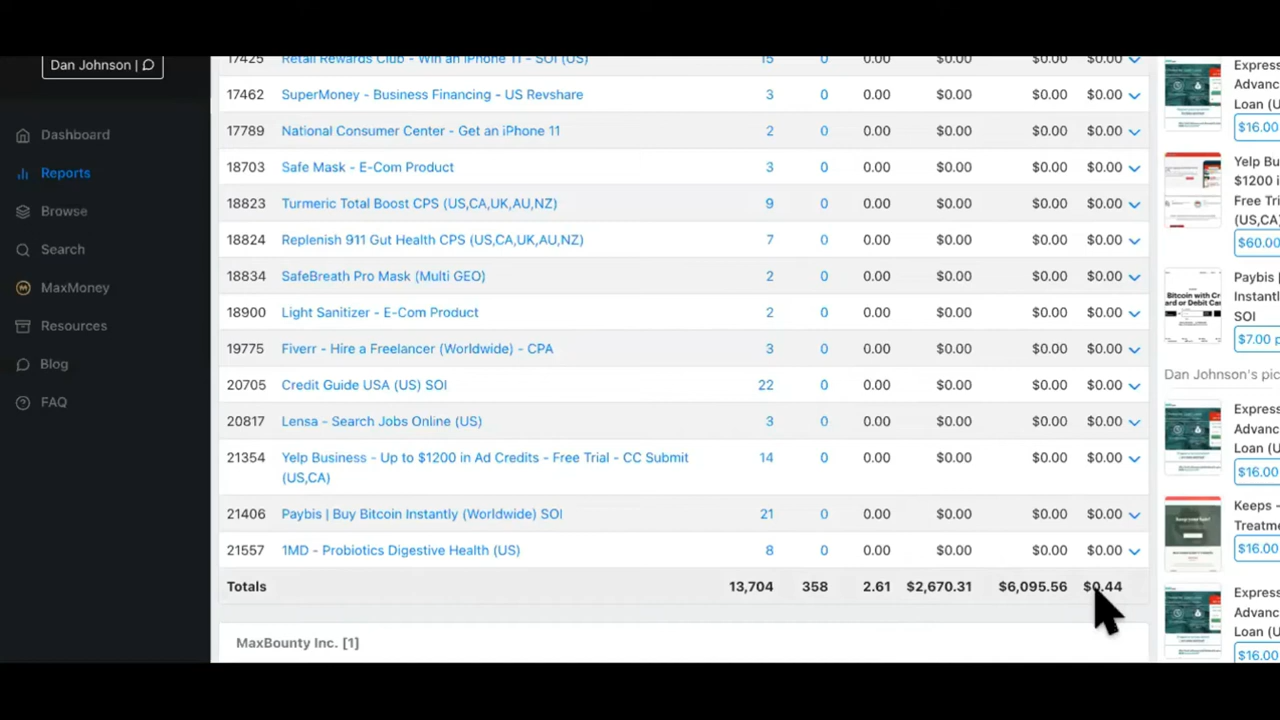 Dan Johnson |
Dashboard
Reports
Browse
Search
MaxMoney
Resources
Blog
FAQ
17425 Retail Rewards Club - Win an iPhone 11 - SOI (US) 15 0 0.00 $0.00 $0.00 $0.00
17462 SuperMoney - Business Financing US Revshare 0 0.00 $0.00 $0.00 $0.00
17789 National Consumer Center - Get an iPhone 11 0 0.00 $0.00 $0.00 $0.00
18703 Safe Mask - E-Com Product 3 0 0.00 $0.00 $0.00 $0.00
18823 Turmeric Total Boost CPS (US,CA,UK,AU,NZ) 9 0 0.00 $0.00 $0.00 $0.00
18824 Replenish 911 Gut Health CPS (US,CA,UK,AU,NZ) 7 0 0.00 $0.00 $0.00 $0.00
18834 SafeBreath Pro Mask (Multi GEO) 2 0 0.00 $0.00 $0.00 $0.00
18900 Light Sanitizer - E-Com Product 2 0 0.00 $0.00 $0.00 $0.00
19775 Fiverr - Hire a Freelancer (Wordwide) - CPA 3 0 0.00 $0.00 $0.00 $0.00
20705 Credit Guide USA (US) SOI 22 0 0.00 $0.00 $0.00 $0.00
20817 Lensa - Search Jobs Online 3 0 0.00 $0.00 $0.00 $0.00
21354 Yelp Business - Up to $1200 in Credits - Free Trial - CC Submit 14 0 0.00 $0.00 $0.00 $0.00
(US,CA)
21406 Paybis | Buy Bitcoin Instantly (Worldwide) SOI 21 0 0.00 $0.00 $0.00 $0.00
21557 1MD - Probiotics Digestive Health (US) 8 0 0.00 $0.00 $0.00 $0.00
Totals 13,704 358 2.61 $2,670.31 $6,095.56 $0.44
MaxBounty Inc. [1]
Express
Advanc
Loan (U
$16.00
Yelp Bu
$1200 i
Free Tri
(US,CA)
$60.00
Bitcoin with Cr
ard or Debit Car
Paybis |
Instantl
SOI
$7.00 p
Dan Johnson's pic
Express
Advanc
Loan (U
$16.00
Keeps -
Treatme
$16.00
Express
Advanc
Loan (U
$16.00